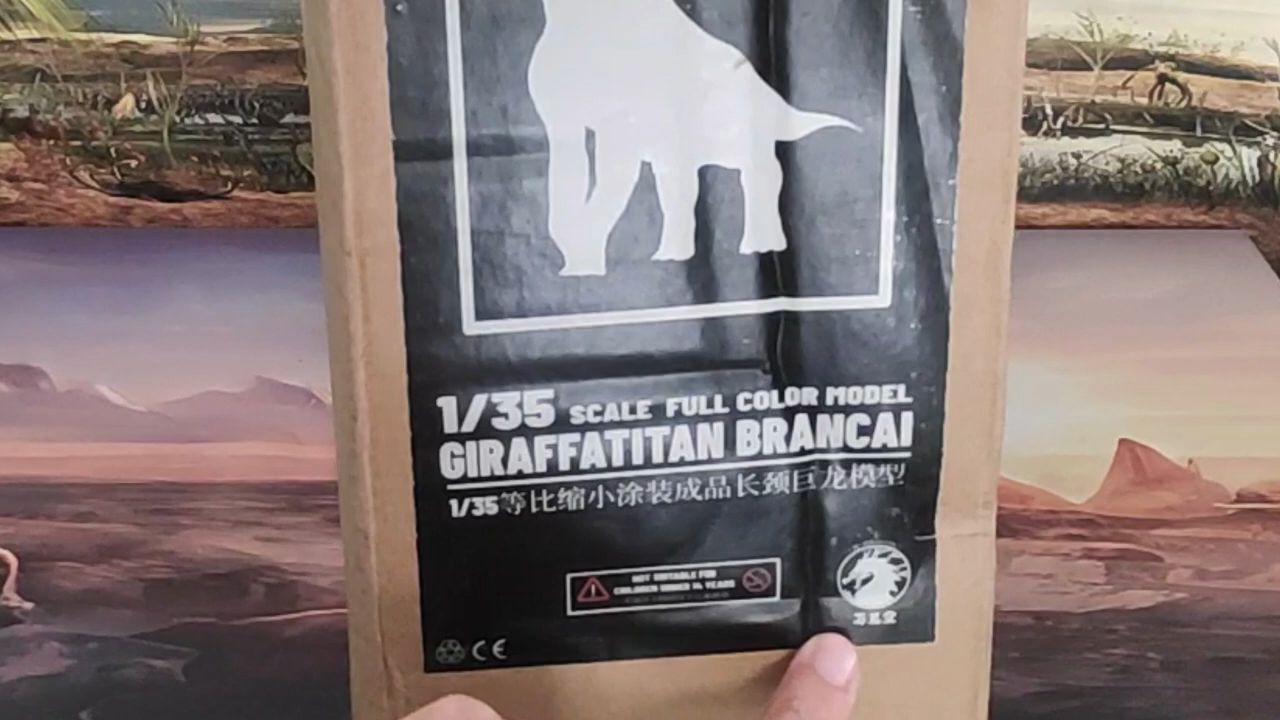 1/35 SCALE FULL COLOR MODEL
GIRAFFATITAN BRANCAI
1/35等比缩小涂装成品长颈巨龙模型
NOT SUITABLE FOR
CHILDREN UNDER 14 YEARS
CE